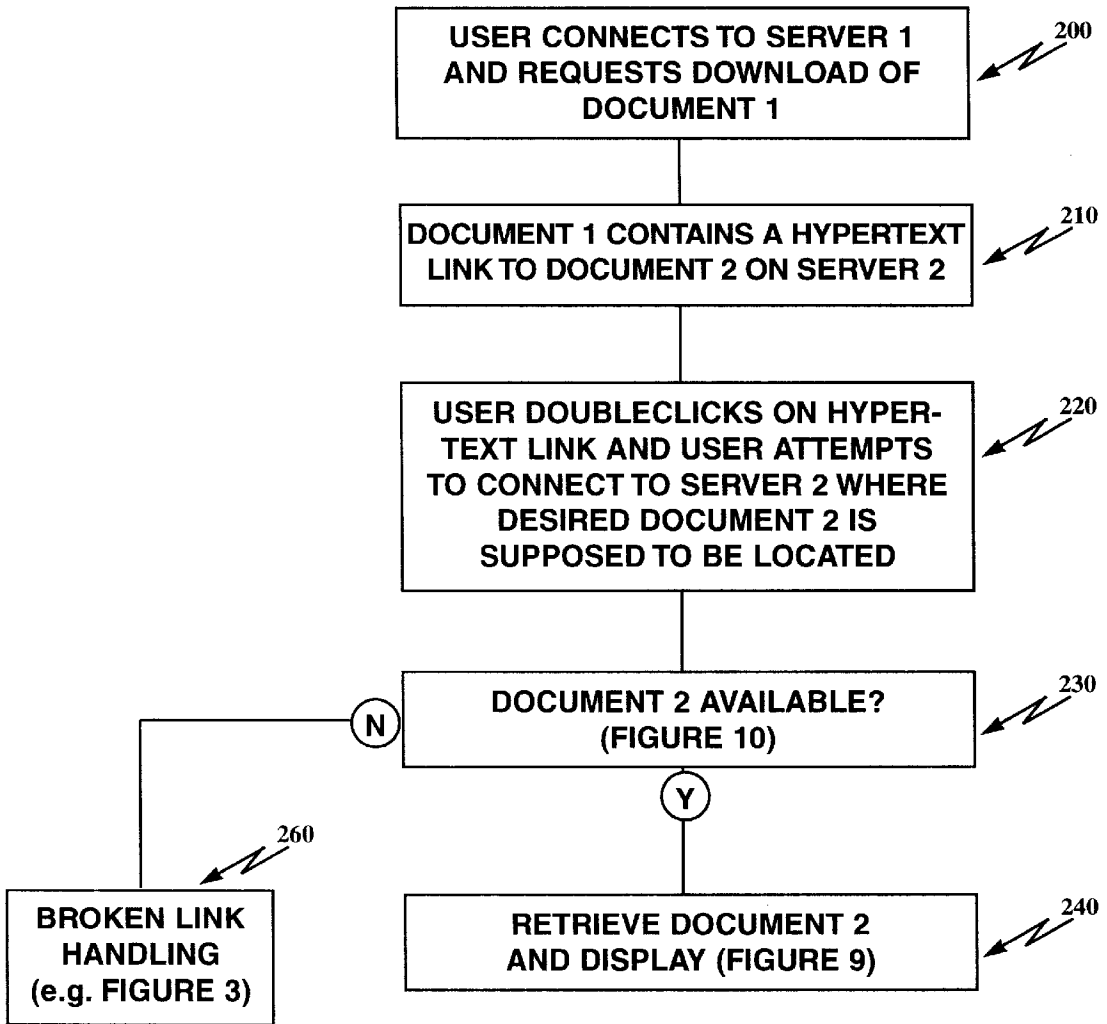 USER CONNECTS TO SERVER 1
AND REQUESTS DOWNLOAD OF
DOCUMENT 1
200
DOCUMENT 1 CONTAINS A HYPERTEXT
LINK TO DOCUMENT 2 ON SERVER 2
210
USER DOUBLECLICKS ON HYPER-
TEXT LINK AND USER ATTEMPTS
TO CONNECT TO SERVER 2 WHERE
DESIRED DOCUMENT 2 IS
SUPPOSED TO BE LOCATED
220
DOCUMENT 2 AVAILABLE?
(FIGURE 10)
230
N
Y
260
BROKEN LINK
HANDLING
(e.g. FIGURE 3)
RETRIEVE DOCUMENT 2
AND DISPLAY (FIGURE 9)
240